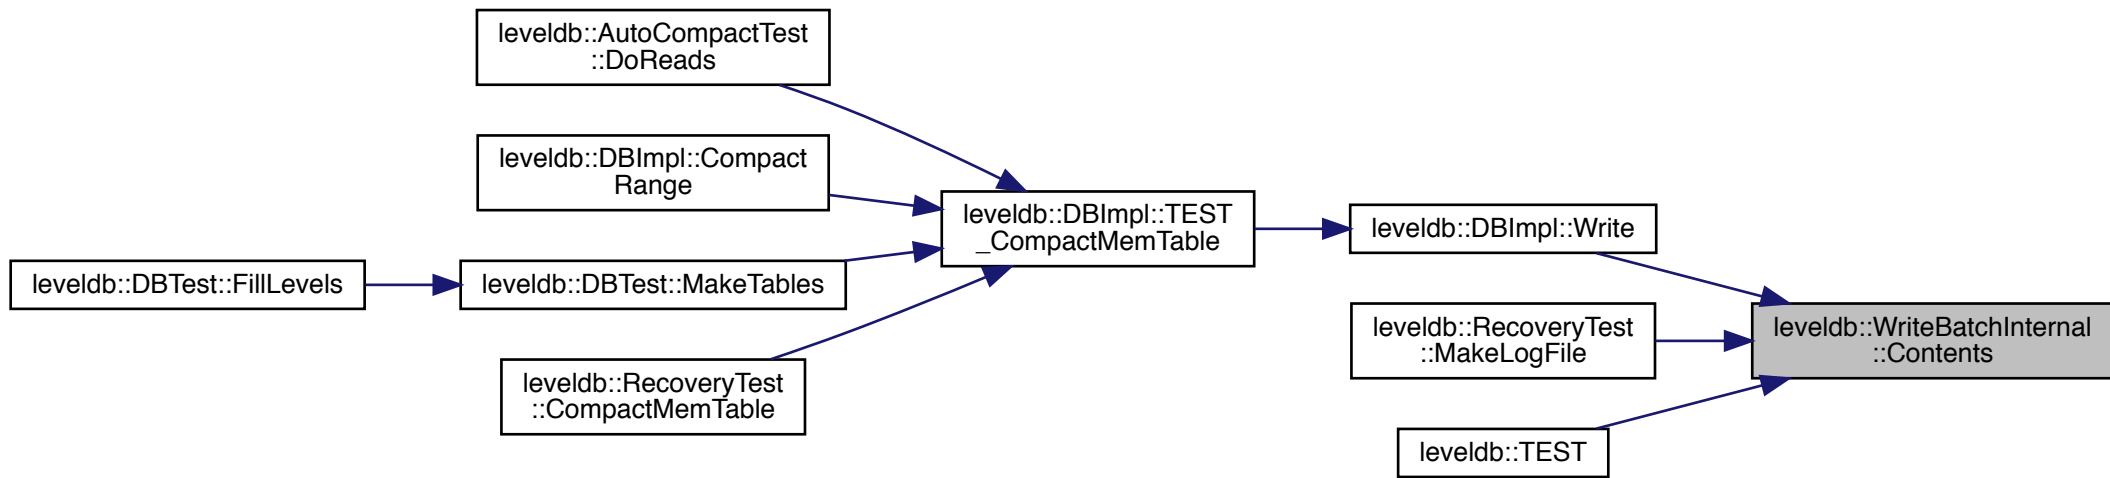 leveldb::AutoCompactTest
::DoReads
leveldb::DBImpl::Compact
Range
leveldb::DBImpl::TEST
_CompactMemTable
leveldb::DBImpl::Write
leveldb::DBTest::FillLevels
leveldb::DBTest::MakeTables
leveldb::RecoveryTest
::MakeLogFile
leveldb::WriteBatchInternal
::Contents
leveldb::RecoveryTest
::CompactMemTable
leveldb::TEST